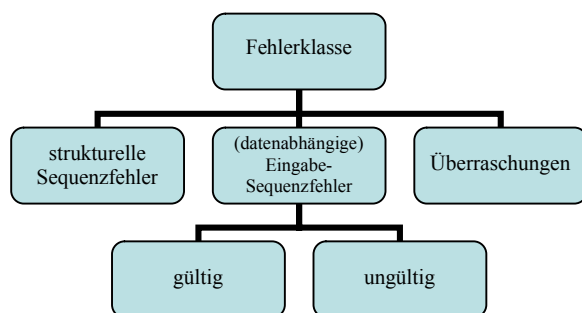 Fehlerklasse
strukturelle
Sequenzfehler
(datenabhängige)
Eingabe-
Sequenzfehler
Überraschungen
gültig
ungültig